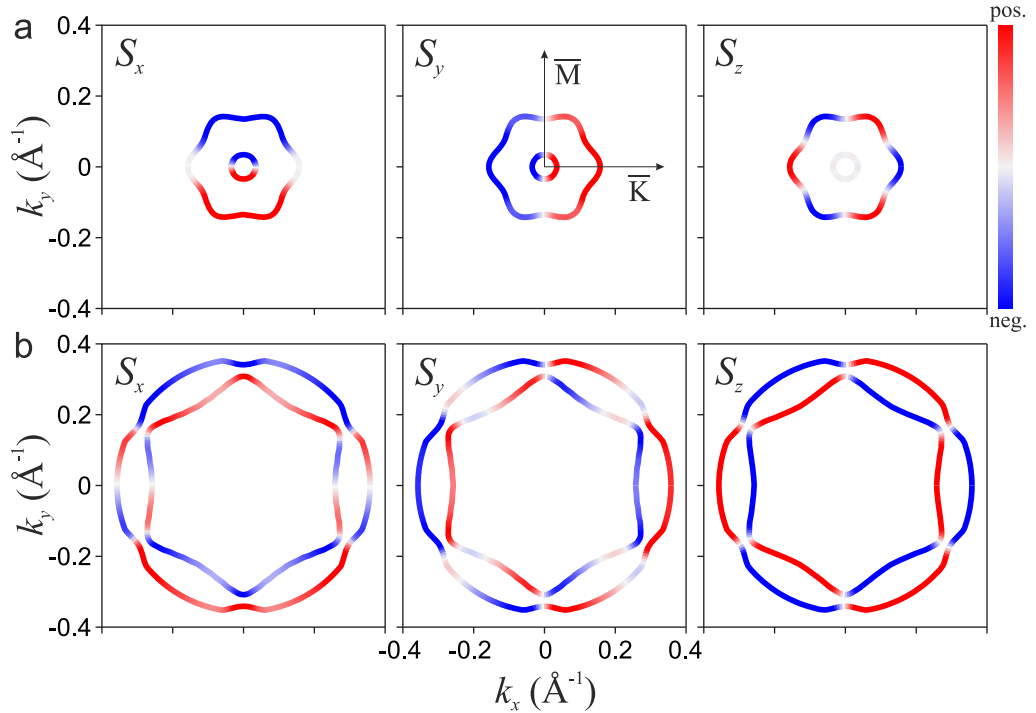 a
pos.
0.4
0.2
0
-0.2
-0.4
k_y (Å⁻¹)
S_x
S_y
S_z
M̅
K̅
neg.
b
0.4
0.2
0
-0.2
-0.4
k_y (Å⁻¹)
S_x
S_y
S_z
-0.4 -0.2 0 0.2 0.4
k_x (Å⁻¹)